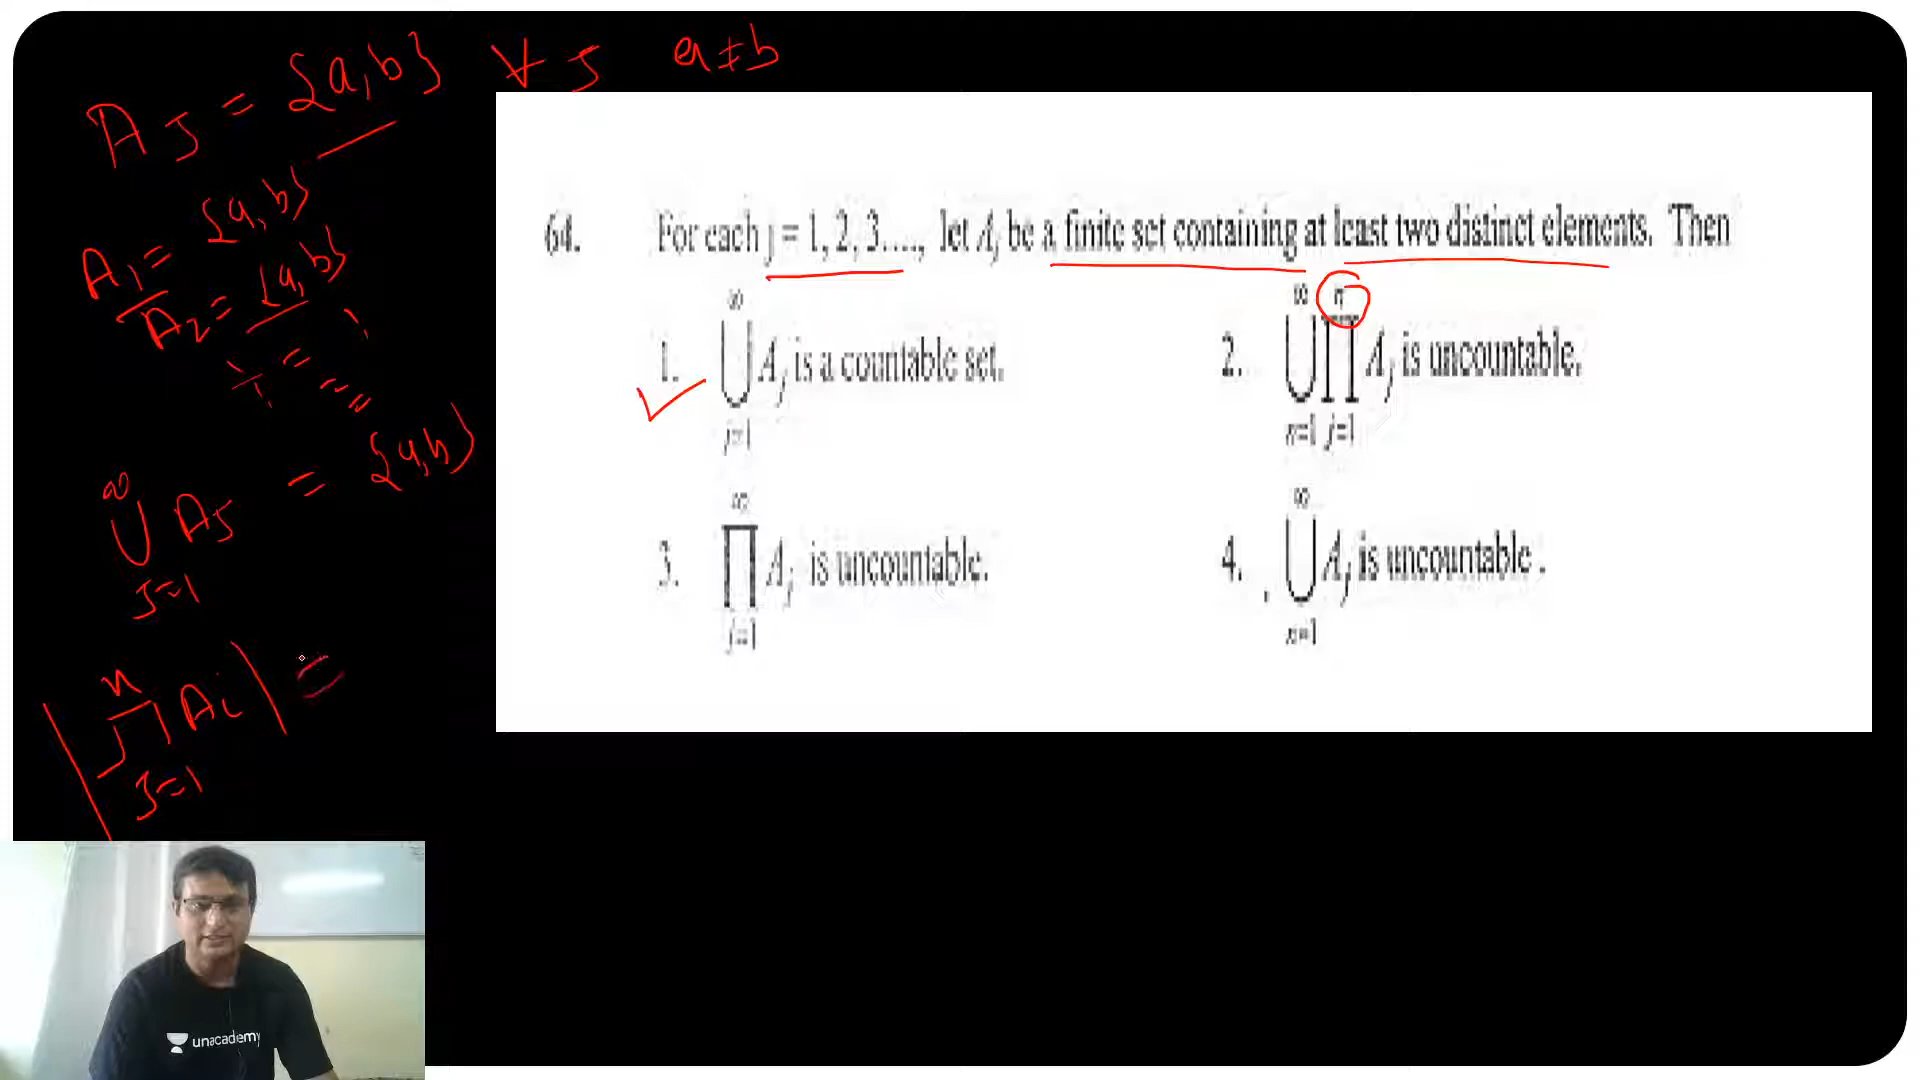 A_J = {a,b} ∀ J a≠b
A_1 = {a,b}
A_2 = {a,b}
∞
∪ A_J = {a,b}
J=1
n
|∏ A_i| =
J=1
64. For each j = 1, 2, 3...., let A_j be a finite set containing at least two distinct elements. Then
∞
1. ∪ A_j is a countable set.
j=1
∞ n
2. ∪ ∏ A_j is uncountable.
n=1 j=1
∞
3. ∏ A_j is uncountable.
j=1
∞
4. ∪ A_j is uncountable.
n=1
unacademy